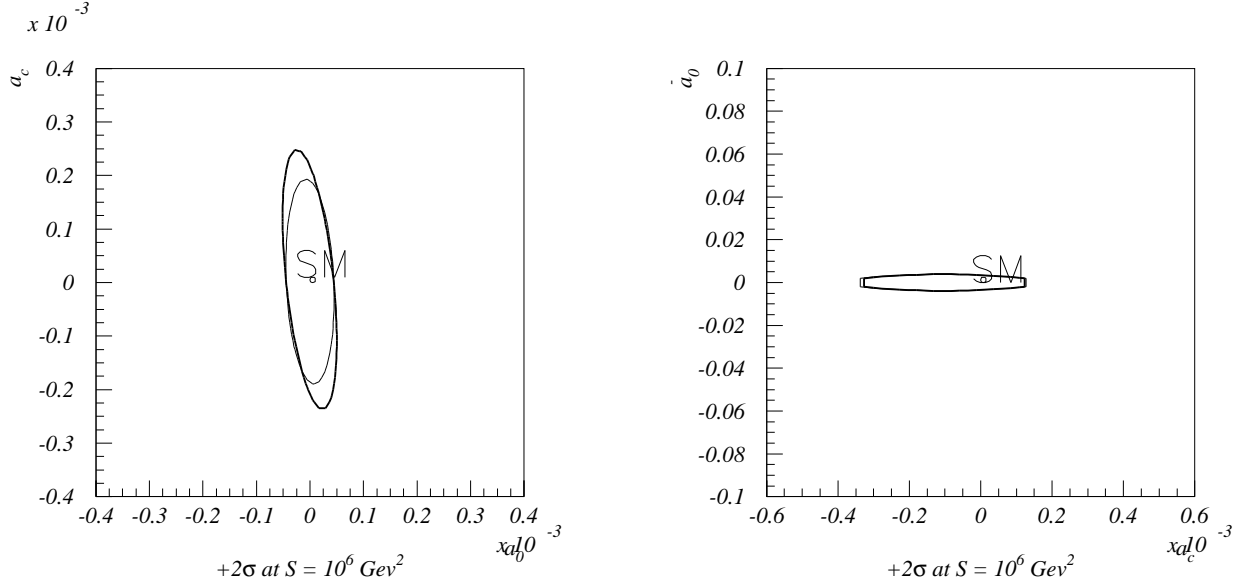 x 10 -3
a_c
0.4
0.3
0.2
0.1
0
-0.1
-0.2
-0.3
-0.4
SM
-0.4 -0.3 -0.2 -0.1 0 0.1 0.2 0.3 0.4
x 10 -3
a_0
+2σ at S = 10^6 Gev^2
ã_0
0.1
0.08
0.06
0.04
0.02
0
-0.02
-0.04
-0.06
-0.08
-0.1
SM
-0.6 -0.4 -0.2 0 0.2 0.4 0.6
x 10 -3
a_c
+2σ at S = 10^6 Gev^2